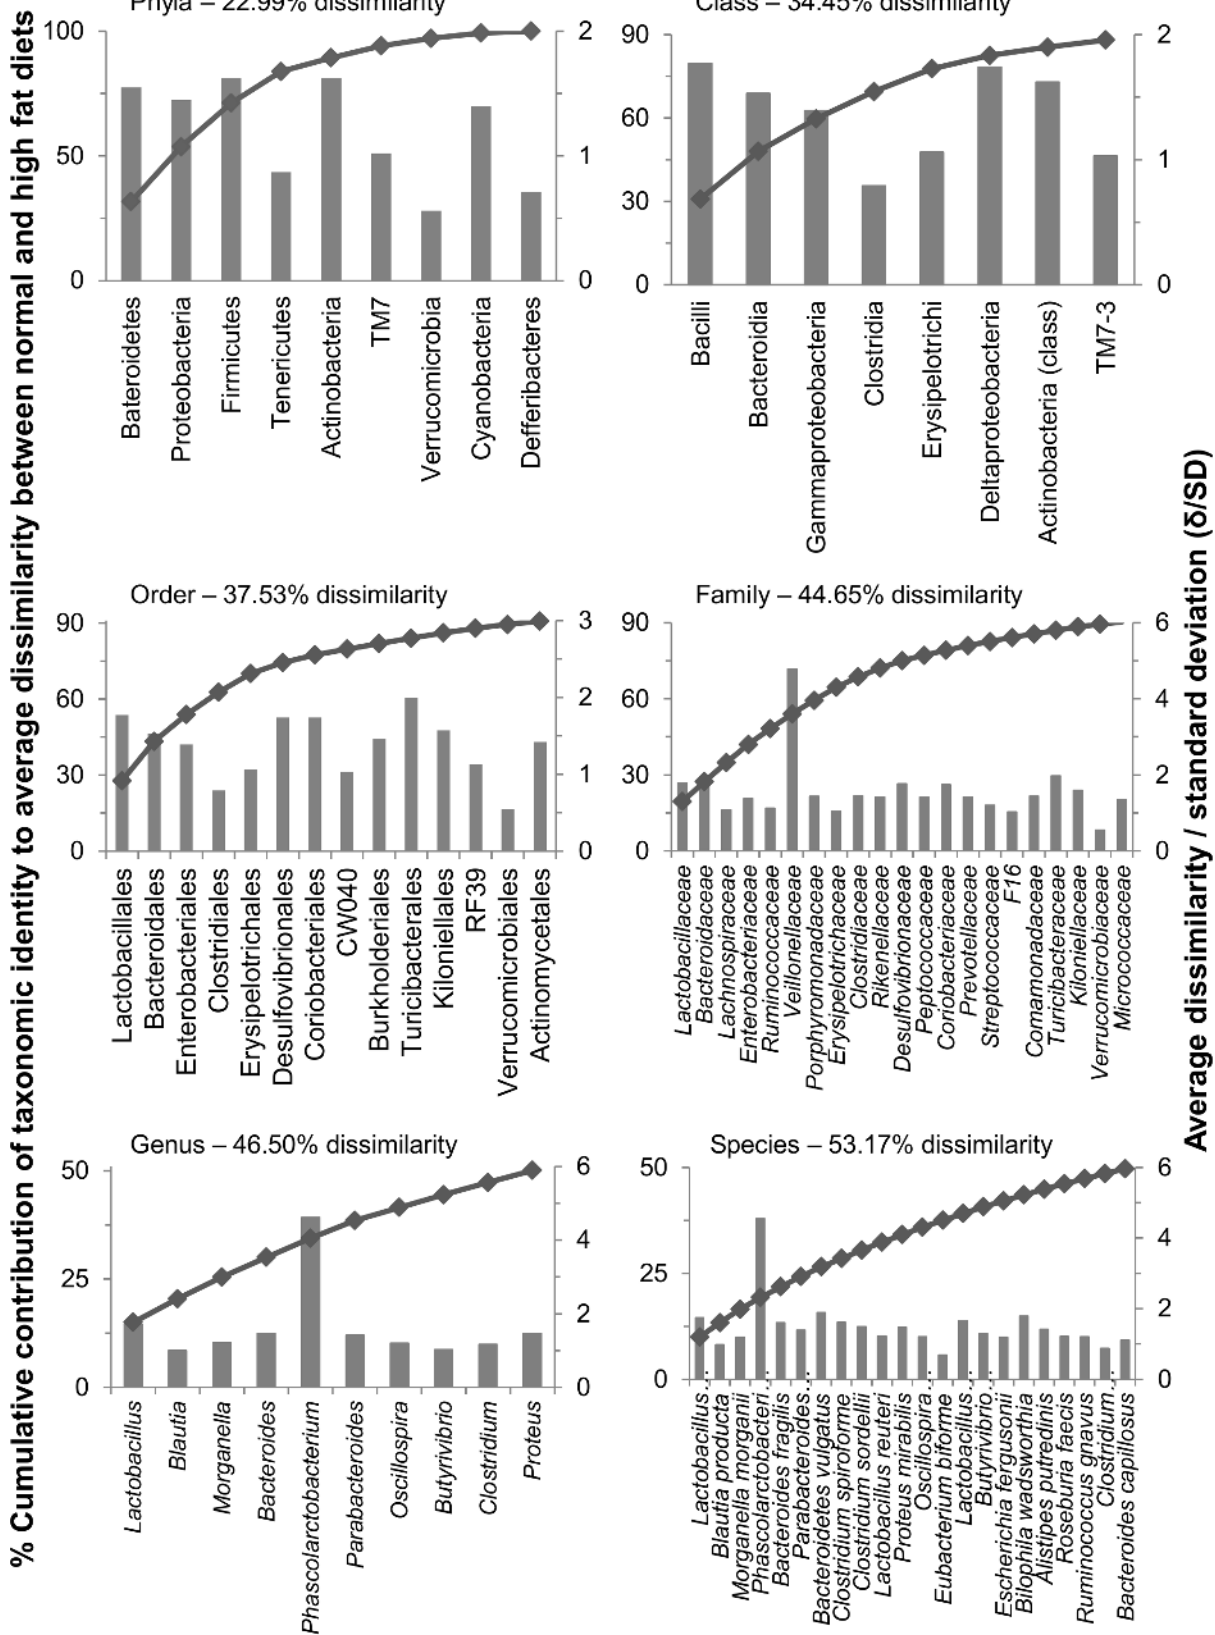 % Cumulative contribution of taxonomic identity to average dissimilarity between normal and high fat diets
Phyla – 22.99% dissimilarity
100
50
0
2
1
0
Bateroidetes
Proteobacteria
Firmicutes
Tenericutes
Actinobacteria
TM7
Verrucomicrobia
Cyanobacteria
Defferibacteres
Class – 34.45% dissimilarity
90
60
30
0
2
1
0
Bacilli
Bacteroidia
Gammaproteobacteria
Clostridia
Erysipelotrichi
Deltaproteobacteria
Actinobacteria (class)
TM7-3
Order – 37.53% dissimilarity
90
60
30
0
3
2
1
0
Lactobacillales
Bacteroidales
Enterobacteriales
Clostridiales
Erysipelotrichales
Desulfovibrionales
Coriobacteriales
CW040
Burkholderiales
Turicibacterales
Kiloniellales
RF39
Verrucomicrobiales
Actinomycetales
Family – 44.65% dissimilarity
90
60
30
0
6
4
2
0
Lactobacillaceae
Bacteroidaceae
Lachnospiraceae
Enterobacteriaceae
Ruminococcaceae
Veillonellaceae
Porphyromonadaceae
Erysipelotrichaceae
Clostridiaceae
Rikenellaceae
Desulfovibrionaceae
Peptococcaceae
Coriobacteriaceae
Prevotellaceae
Streptococcaceae
F16
Comamonadaceae
Turicibacteraceae
Kiloniellaceae
Verrucomicrobiaceae
Micrococcaceae
Genus – 46.50% dissimilarity
50
25
0
6
4
2
0
Lactobacillus
Blautia
Morganella
Bacteroides
Phascolarctobacterium
Parabacteroides
Oscillospira
Butyrivibrio
Clostridium
Proteus
Species – 53.17% dissimilarity
50
25
0
6
4
2
0
Lactobacillus…
Blautia producta
Morganella morganii
Phascolarctobacteri…
Bacteroides fragilis
Parabacteroides…
Bacteroidetes vulgatus
Clostridium spiroforme
Clostridium sordellii
Lactobacillus reuteri
Proteus mirabilis
Oscillospira…
Eubacterium biforme
Lactobacillus…
Butyrivibrio…
Escherichia fergusonii
Bilophila wadsworthia
Alistipes putredinis
Roseburia faecis
Ruminococcus gnavus
Clostridium…
Bacteroides capillosus
Average dissimilarity / standard deviation (δ/SD)